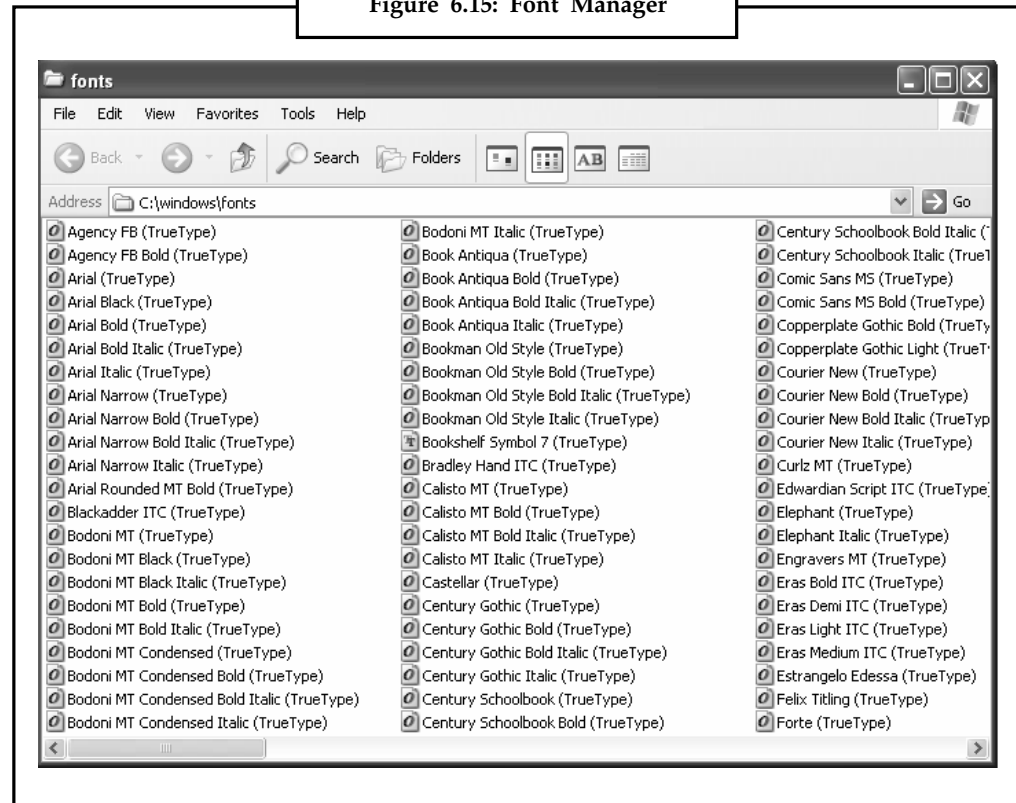 Figure 6.15: Font Manager
fonts
File Edit View Favorites Tools Help
Back Search Folders AB
Address C:\windows\fonts Go
Agency FB (TrueType)
Agency FB Bold (TrueType)
Arial (TrueType)
Arial Black (TrueType)
Arial Bold (TrueType)
Arial Bold Italic (TrueType)
Arial Italic (TrueType)
Arial Narrow (TrueType)
Arial Narrow Bold (TrueType)
Arial Narrow Bold Italic (TrueType)
Arial Narrow Italic (TrueType)
Arial Rounded MT Bold (TrueType)
Blackadder ITC (TrueType)
Bodoni MT (TrueType)
Bodoni MT Black (TrueType)
Bodoni MT Black Italic (TrueType)
Bodoni MT Bold (TrueType)
Bodoni MT Bold Italic (TrueType)
Bodoni MT Condensed (TrueType)
Bodoni MT Condensed Bold (TrueType)
Bodoni MT Condensed Bold Italic (TrueType)
Bodoni MT Condensed Italic (TrueType)
Bodoni MT Italic (TrueType)
Book Antiqua (TrueType)
Book Antiqua Bold (TrueType)
Book Antiqua Bold Italic (TrueType)
Book Antiqua Italic (TrueType)
Bookman Old Style (TrueType)
Bookman Old Style Bold (TrueType)
Bookman Old Style Bold Italic (TrueType)
Bookman Old Style Italic (TrueType)
Bookshelf Symbol 7 (TrueType)
Bradley Hand ITC (TrueType)
Calisto MT (TrueType)
Calisto MT Bold (TrueType)
Calisto MT Bold Italic (TrueType)
Calisto MT Italic (TrueType)
Castellar (TrueType)
Century Gothic (TrueType)
Century Gothic Bold (TrueType)
Century Gothic Bold Italic (TrueType)
Century Gothic Italic (TrueType)
Century Schoolbook (TrueType)
Century Schoolbook Bold (TrueType)
Century Schoolbook Bold Italic (
Century Schoolbook Italic (True
Comic Sans MS (TrueType)
Comic Sans MS Bold (TrueType)
Copperplate Gothic Bold (TrueTy
Copperplate Gothic Light (TrueT
Courier New (TrueType)
Courier New Bold (TrueType)
Courier New Bold Italic (TrueTyp
Courier New Italic (TrueType)
Curlz MT (TrueType)
Edwardian Script ITC (TrueType)
Elephant (TrueType)
Elephant Italic (TrueType)
Engravers MT (TrueType)
Eras Bold ITC (TrueType)
Eras Demi ITC (TrueType)
Eras Light ITC (TrueType)
Eras Medium ITC (TrueType)
Estrangelo Edessa (TrueType)
Felix Titling (TrueType)
Forte (TrueType)